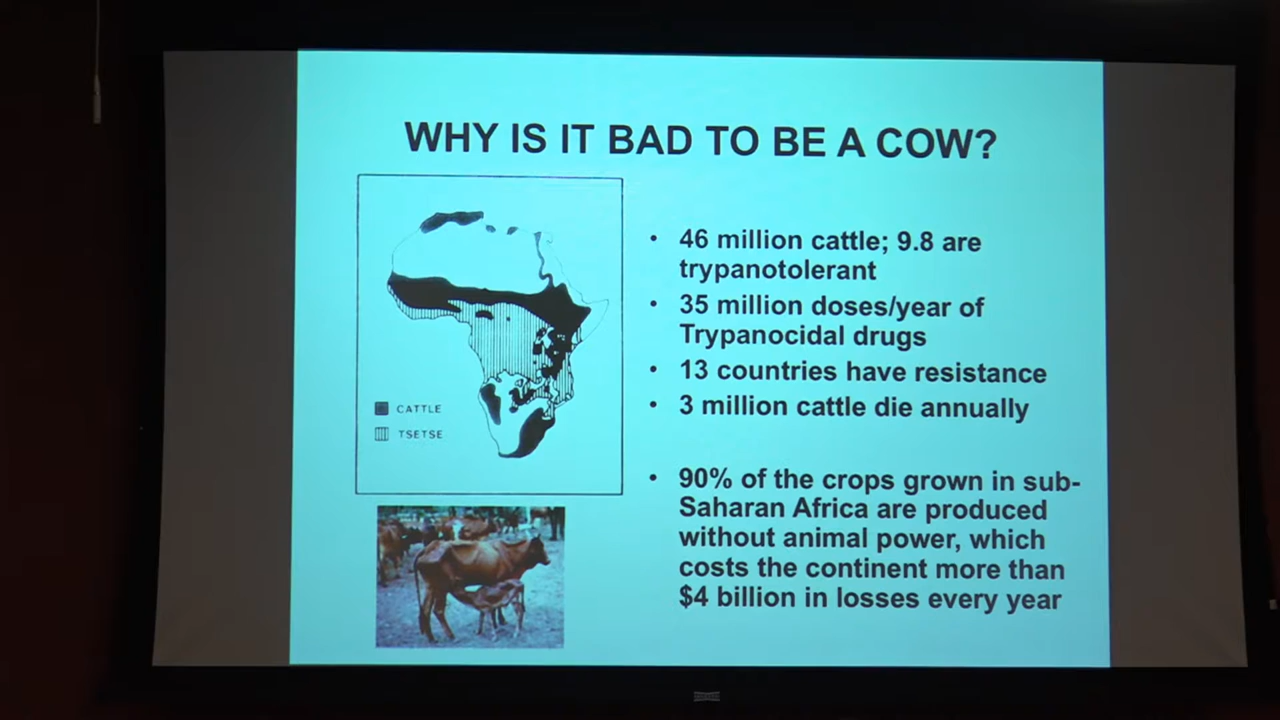 WHY IS IT BAD TO BE A COW?
CATTLE
TSETSE
• 46 million cattle; 9.8 are
trypanotolerant
• 35 million doses/year of
Trypanocidal drugs
• 13 countries have resistance
• 3 million cattle die annually
• 90% of the crops grown in sub-
Saharan Africa are produced
without animal power, which
costs the continent more than
$4 billion in losses every year